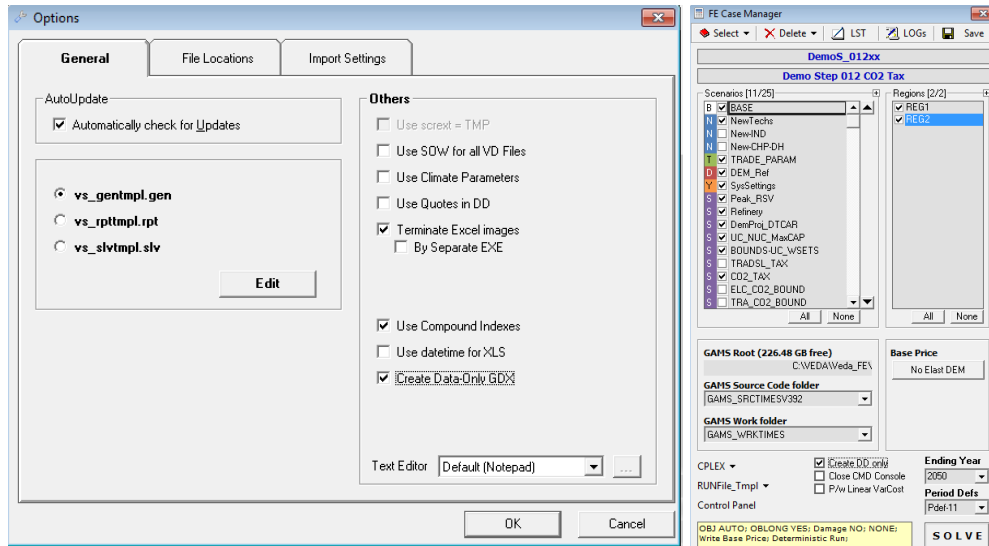 Options
General
File Locations
Import Settings
AutoUpdate
Automatically check for Updates
vs_gentmpl.gen
vs_rpttmpl.rpt
vs_slvtmpl.slv
Edit
Others
Use scrext = TMP
Use SOW for all VD Files
Use Climate Parameters
Use Quotes in DD
Terminate Excel images
By Separate EXE
Use Compound Indexes
Use datetime for XLS
Create Data-Only GDX
Text Editor Default (Notepad) ...
OK Cancel
FE Case Manager
Select Delete LST LOGs Save
DemoS_012xx
Demo Step 012 CO2 Tax
Scenarios [11/25]
B BASE
N NewTechs
N New-IND
N New-CHP-DH
T TRADE_PARAM
D DEM_Ref
Y SysSettings
S Peak_RSV
S Refinery
S DemProj_DTCAR
S UC_NUC_MaxCAP
S BOUNDS-UC_WSETS
S TRADSL_TAX
S CO2_TAX
S ELC_CO2_BOUND
S TRA_CO2_BOUND
All None
Regions [2/2]
REG1
REG2
All None
GAMS Root (226.48 GB free)
C:\VEDA\Veda_FE\
GAMS Source Code folder
GAMS_SRCTIMESV392
GAMS Work folder
GAMS_WRKTIMES
Base Price
No Elast DEM
CPLEX
RUNFile_Tmpl
Control Panel
Create DD only
Close CMD Console
P/w Linear VarCost
Ending Year
2050
Period Defs
Pdef-11
OBJ AUTO; OBLONG YES; Damage NO; NONE;
Write Base Price; Deterministic Run;
SOLVE